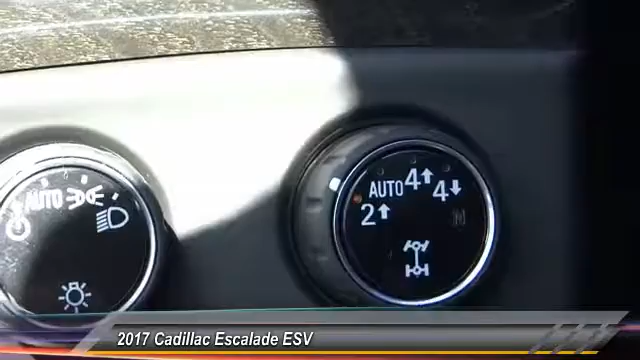 AUTO
AUTO 4↑
4↓
2↑
N
2017 Cadillac Escalade ESV